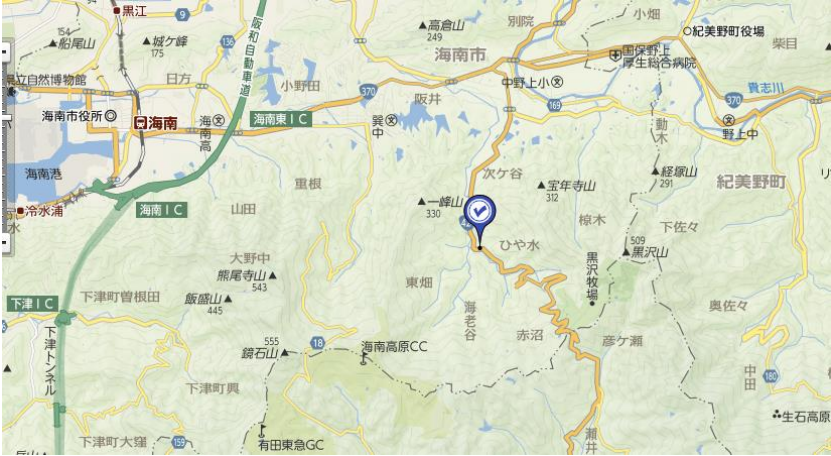 黒江
9
154
船尾山
城ケ峰
175
136
阪和自動車道
高倉山
249
別院
小畑
紀美野町役場
柴目
海南市
国保野上
厚生総合病院
県立自然博物館
日方
小野田
370
阪井
中野上小
169
370
貴志川
海南市役所
海南
海南高
海南東IC
巽中
動木
野上中
海南港
重根
次ケ谷
宝年寺山
312
経塚山
291
紀美野町
冷水浦
海南IC
山田
一峰山
330
42
椋木
下佐々
ひや水
509
黒沢山
大野中
熊尾寺山
543
東畑
黒沢牧場
下津IC
下津町曽根田
飯盛山
445
海老谷
奥佐々
下津トンネル
赤沼
彦ケ瀬
555
鏡石山
18
海南高原CC
中田
180
下津町興
生石高原
下津町大窪
159
有田東急GC
瀬井